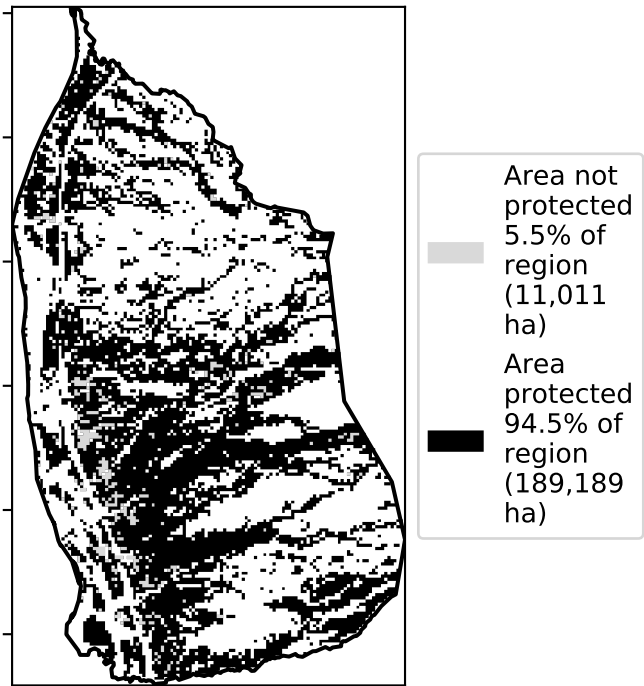 Area not
protected
5.5% of
region
(11,011
ha)
Area
protected
94.5% of
region
(189,189
ha)